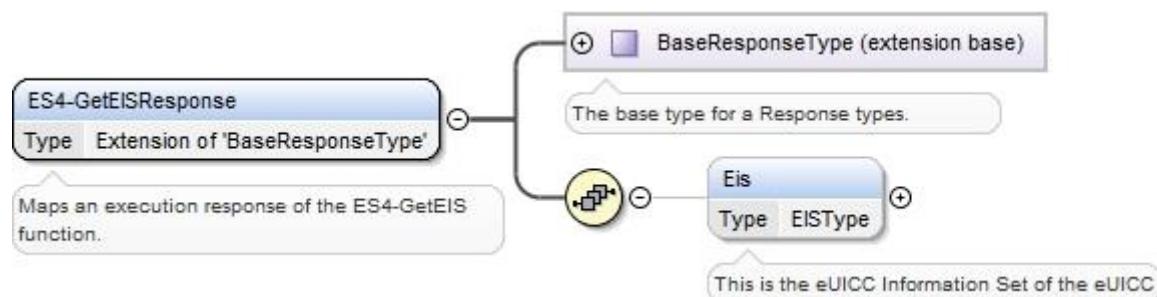 BaseResponseType (extension base)
The base type for a Response types.
ES4-GetEISResponse
Type Extension of 'BaseResponseType'
Maps an execution response of the ES4-GetEIS
function.
Eis
Type EISType
This is the eUICC Information Set of the eUICC